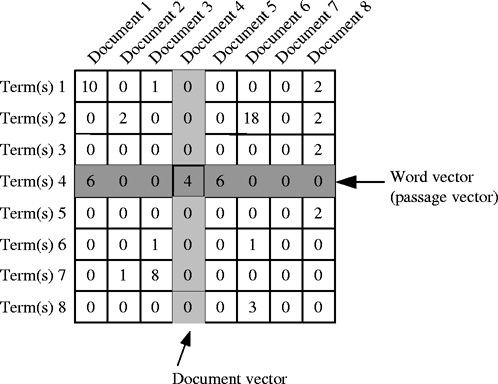 Document 1 Document 2 Document 3 Document 4 Document 5 Document 6 Document 7 Document 8
Term(s) 1 10 0 1 0 0 0 0 2
Term(s) 2 0 2 0 0 0 18 0 2
Term(s) 3 0 0 0 0 0 0 0 2
Term(s) 4 6 0 0 4 6 0 0 0
Word vector
(passage vector)
Term(s) 5 0 0 0 0 0 0 0 2
Term(s) 6 0 0 1 0 0 1 0 0
Term(s) 7 0 1 8 0 0 0 0 0
Term(s) 8 0 0 0 0 0 3 0 0
Document vector